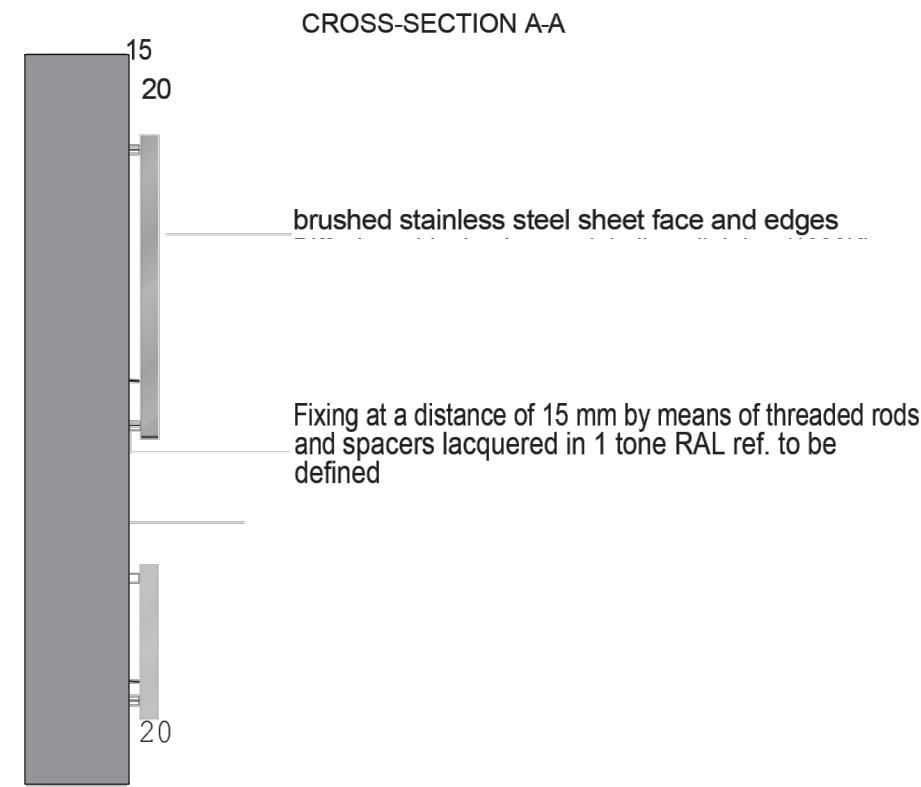 CROSS-SECTION A-A
15
20
brushed stainless steel sheet face and edges
Fixing at a distance of 15 mm by means of threaded rods
and spacers lacquered in 1 tone RAL ref. to be
defined
20